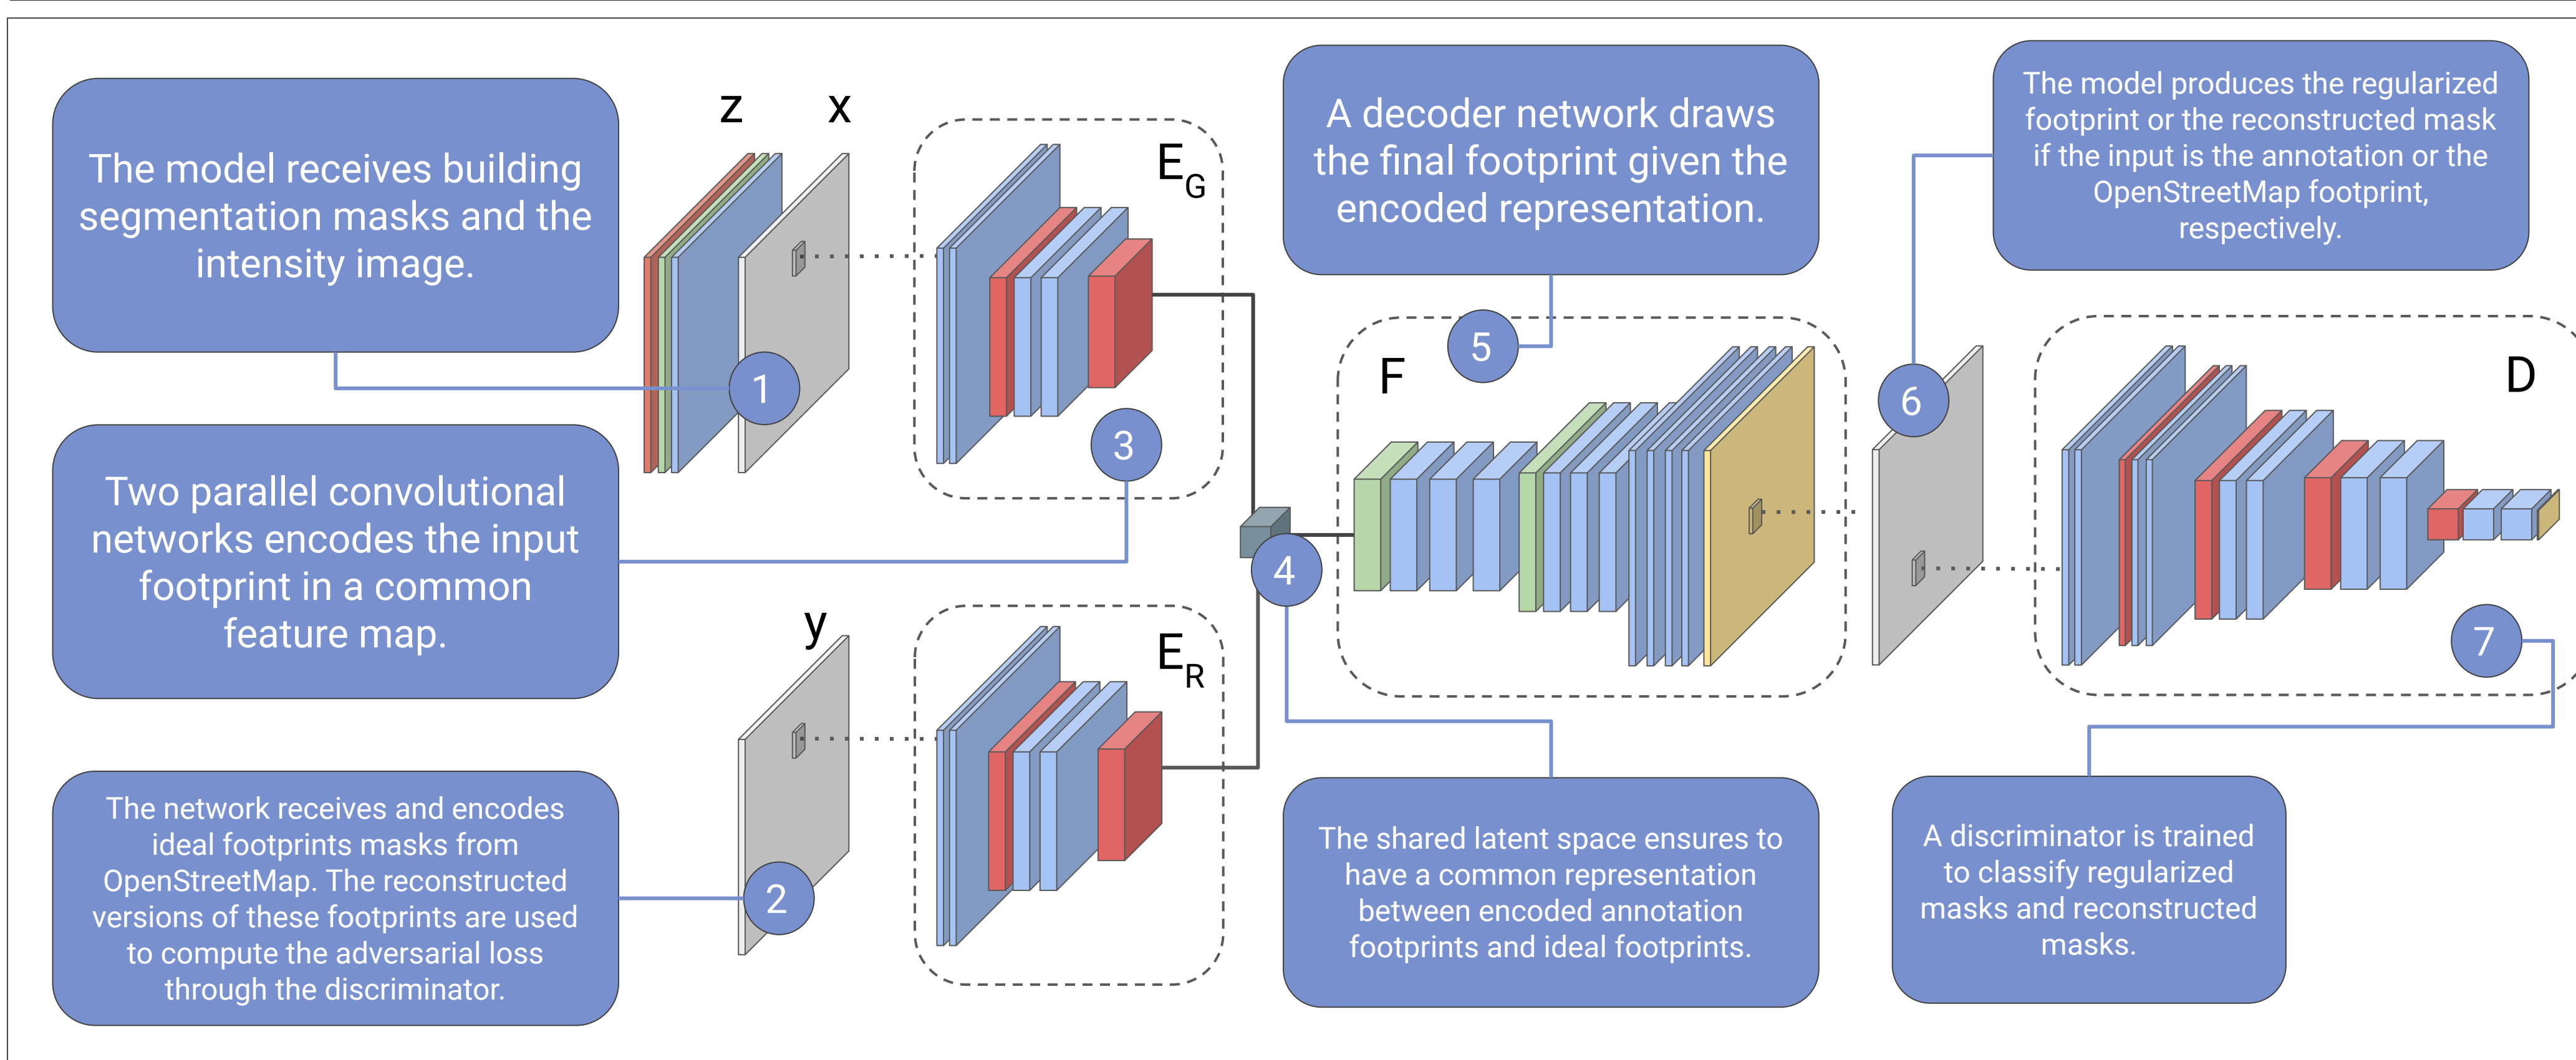 The model receives building
segmentation masks and the
intensity image.
z
x
1
E_G
Two parallel convolutional
networks encodes the input
footprint in a common
feature map.
3
The network receives and encodes
ideal footprints masks from
OpenStreetMap. The reconstructed
versions of these footprints are used
to compute the adversarial loss
through the discriminator.
y
2
E_R
A decoder network draws
the final footprint given the
encoded representation.
5
F
4
The shared latent space ensures to
have a common representation
between encoded annotation
footprints and ideal footprints.
The model produces the regularized
footprint or the reconstructed mask
if the input is the annotation or the
OpenStreetMap footprint,
respectively.
6
D
7
A discriminator is trained
to classify regularized
masks and reconstructed
masks.